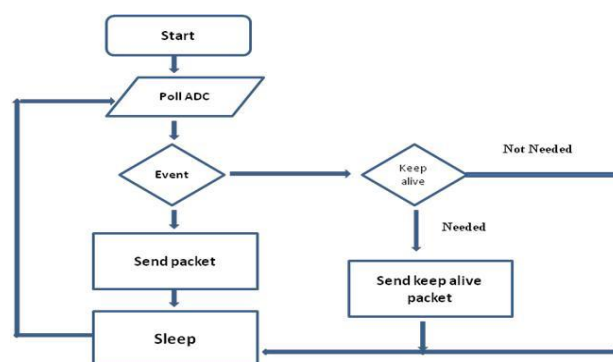 Start
Poll ADC
Event
Keep
alive
Not Needed
Needed
Send packet
Send keep alive
packet
Sleep